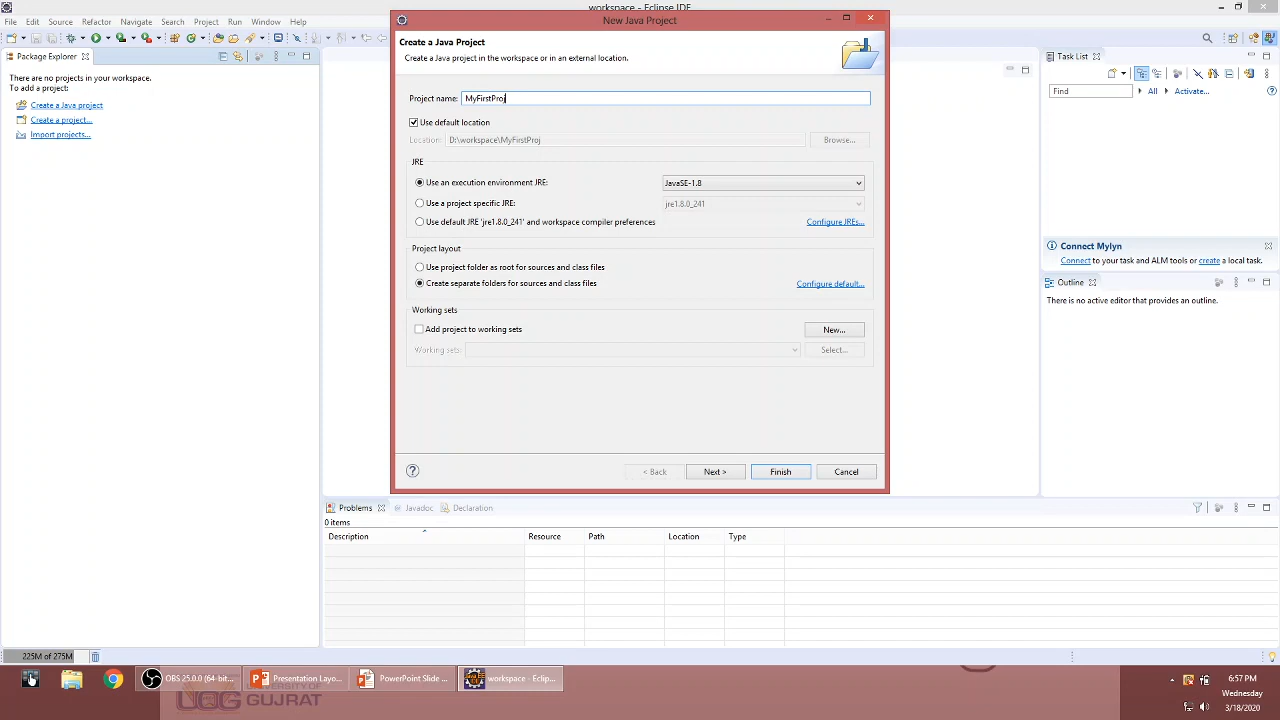 workspace - Eclipse IDE
New Java Project
File Edit Source Refactor Navigate Search Project Run Window
Create a Java Project
Create a Java project in the workspace or in an external location.
Package Explorer
Task List
There are no projects in your workspace.
To add a project:
Create a Java project
Create a project...
Import projects...
Find
All
Activate...
Project name: MyFirstProj
Use default location
Location: D:\workspace\MyFirstProj Browse...
JRE
Use an execution environment JRE: JavaSE-1.8
Use a project specific JRE: jre1.8.0_241
Use default JRE 'jre1.8.0_241' and workspace compiler preferences Configure JREs...
Project layout
Use project folder as root for sources and class files
Create separate folders for sources and class files Configure default...
Working sets
Add project to working sets New...
Working sets: Select...
Connect Mylyn
Connect to your task and ALM tools or create a local task.
Outline
There is no active editor that provides an outline.
< Back Next > Finish Cancel
Problems Javadoc Declaration
0 items
Description Resource Path Location Type
225M of 275M
OBS 25.0.0 (64-bit... Presentation Layo... PowerPoint Slide ... workspace - Eclip...
UNIVERSITY OF
GUJRAT
6:57 PM
Wednesday
3/18/2020